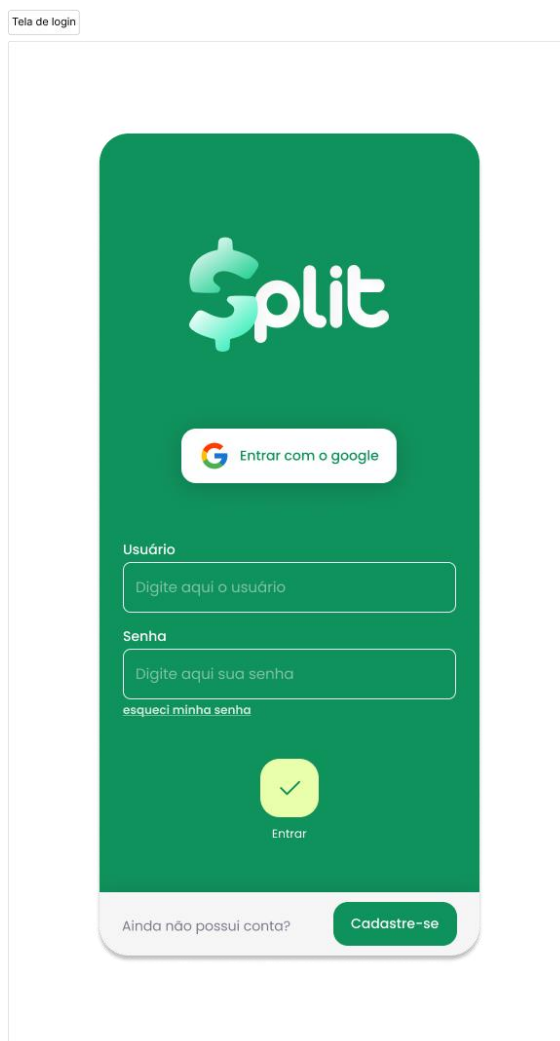 Tela de login
Split
Entrar com o google
Usuário
Digite aqui o usuário
Senha
Digite aqui sua senha
esqueci minha senha
Entrar
Ainda não possui conta?
Cadastre-se